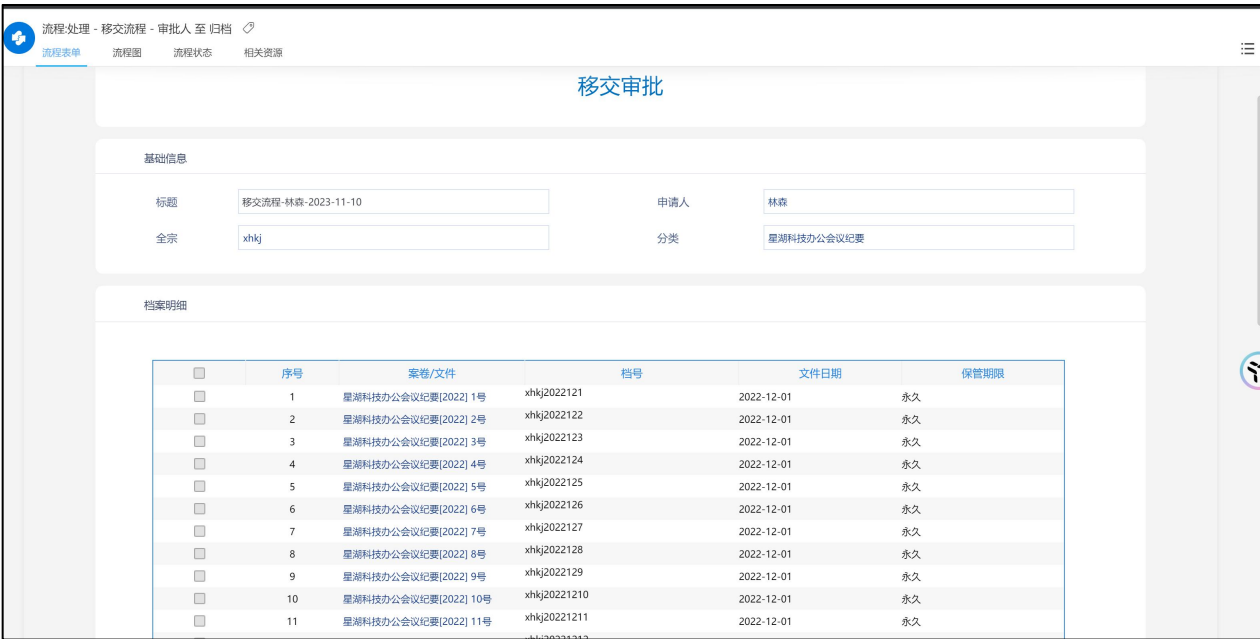 流程:处理 - 移交流程 - 审批人 至 归档
流程表单 流程图 流程状态 相关资源
移交审批
基础信息
标题 移交流程-林森-2023-11-10 申请人 林森
全宗 xhkj 分类 星湖科技办公会议纪要
档案明细
序号 案卷/文件 档号 文件日期 保管期限
1 星湖科技办公会议纪要[2022] 1号 xhkj2022121 2022-12-01 永久
2 星湖科技办公会议纪要[2022] 2号 xhkj2022122 2022-12-01 永久
3 星湖科技办公会议纪要[2022] 3号 xhkj2022123 2022-12-01 永久
4 星湖科技办公会议纪要[2022] 4号 xhkj2022124 2022-12-01 永久
5 星湖科技办公会议纪要[2022] 5号 xhkj2022125 2022-12-01 永久
6 星湖科技办公会议纪要[2022] 6号 xhkj2022126 2022-12-01 永久
7 星湖科技办公会议纪要[2022] 7号 xhkj2022127 2022-12-01 永久
8 星湖科技办公会议纪要[2022] 8号 xhkj2022128 2022-12-01 永久
9 星湖科技办公会议纪要[2022] 9号 xhkj2022129 2022-12-01 永久
10 星湖科技办公会议纪要[2022] 10号 xhkj20221210 2022-12-01 永久
11 星湖科技办公会议纪要[2022] 11号 xhkj20221211 2022-12-01 永久